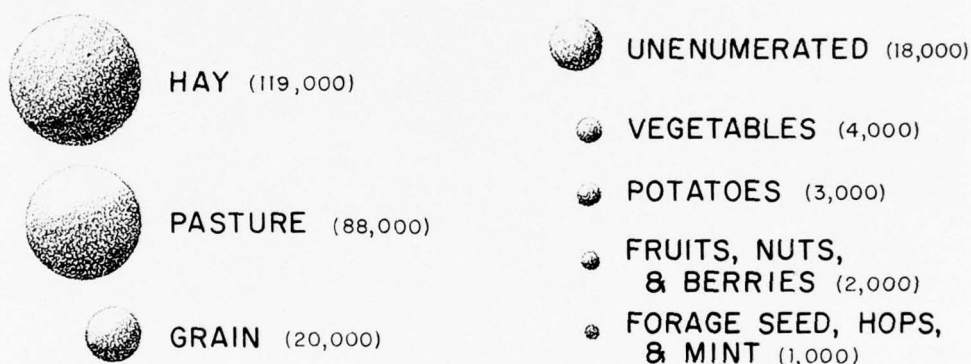 HAY (119,000)
PASTURE (88,000)
GRAIN (20,000)
UNENUMERATED (18,000)
VEGETABLES (4,000)
POTATOES (3,000)
FRUITS, NUTS,
& BERRIES (2,000)
FORAGE SEED, HOPS,
& MINT (1,000)